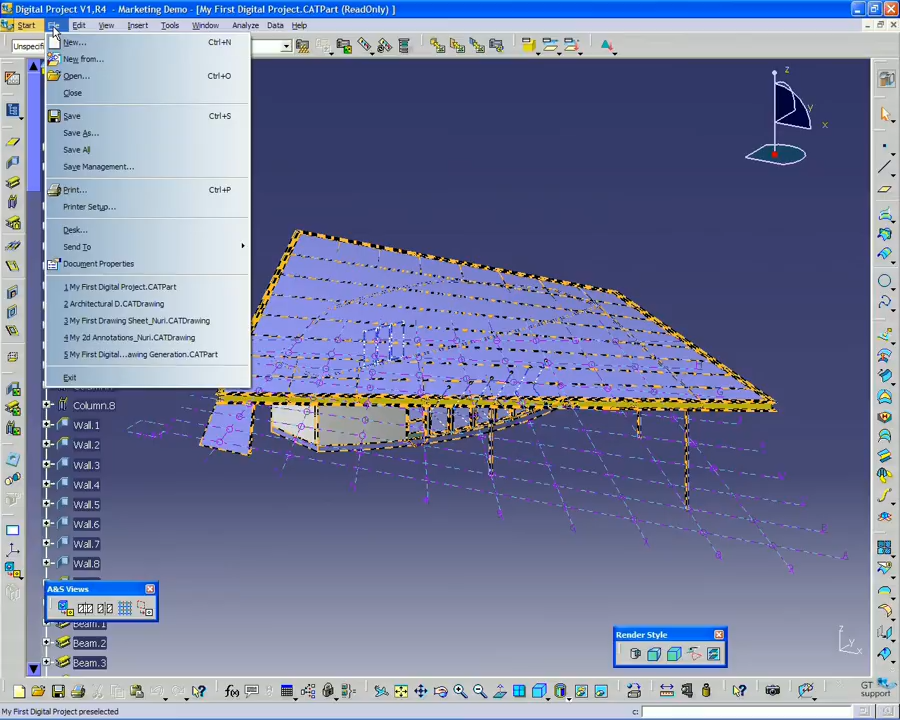 Digital Project V1,R4 - Marketing Demo - [My First Digital Project.CATPart (ReadOnly) ]
Start File Edit View Insert Tools Window Analyze Data Help
Unspecifi
New... Ctrl+N
New from...
Open... Ctrl+O
Close
Save Ctrl+S
Save As...
Save All
Save Management...
Print... Ctrl+P
Printer Setup...
Desk...
Send To
Document Properties
1 My First Digital Project.CATPart
2 Architectural D.CATDrawing
3 My First Drawing Sheet_Nuri.CATDrawing
4 My 2d Annotations_Nuri.CATDrawing
5 My First Digital...awing Generation.CATPart
Exit
Column.8
Wall.1
Wall.2
Wall.3
Wall.4
Wall.5
Wall.6
Wall.7
Wall.8
A&S Views
Beam.1
Beam.2
Beam.3
Render Style
z
y
x
z
y
x
f(x)
GT
support
My First Digital Project preselected
c: